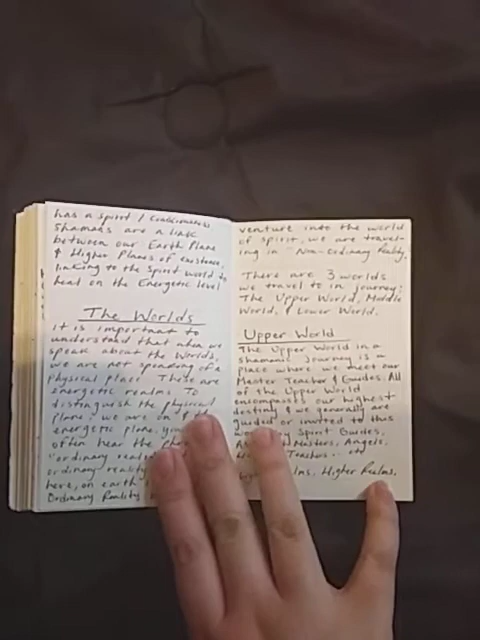 has a spirit / consciousness
Shamans are a link
between our Earth Plane
& Higher Planes of existence,
linking to the spirit world to
heal on the Energetic level
The Worlds
it is important to
understand that when we
speak about the Worlds,
we are not speaking of a
physical place. These are
energetic realms. To
distinguish the physical
plane, we are on & the
energetic plane, you
often hear the
"ordinary
ordinary reality
here, on earth
Ordinary Reality
venture into the world
of spirit, we are travel-
ing in "Non-ordinary Reality.
There are 3 worlds
we travel to in journey:
The Upper World, Middle
World, & Lower World.
Upper World
The Upper World in a
shamanic Journey is a
place where we meet our
Master Teachers & Guides. All
of the Upper World
encompasses our highest
destiny & we generally are
guided or invited to this
Spirit Guides,
Masters, Angels,
Teachers
Higher Realms,